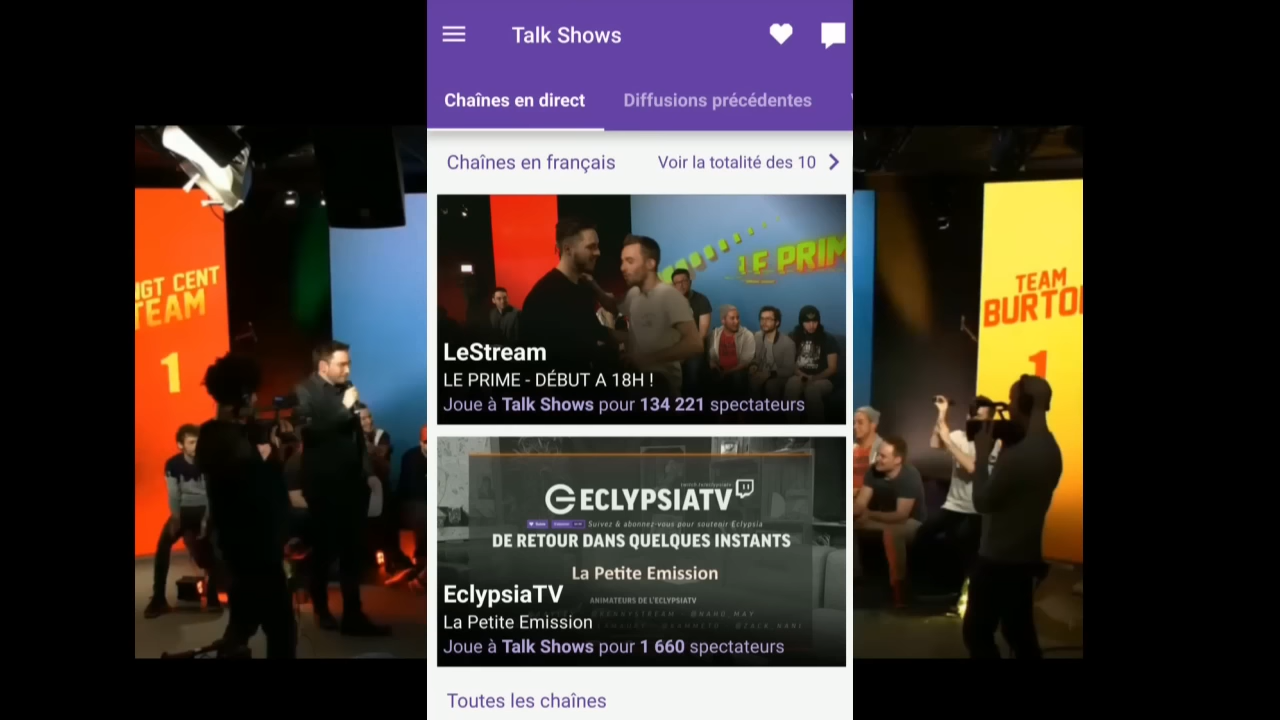 Talk Shows
Chaînes en direct
Diffusions précédentes
Chaînes en français
Voir la totalité des 10
LE PRIM
LeStream
LE PRIME - DÉBUT A 18H !
Joue à Talk Shows pour 134 221 spectateurs
ECLYPSIATV
Suivez & abonnez-vous pour soutenir Eclypsia
DE RETOUR DANS QUELQUES INSTANTS
La Petite Emission
ANIMATEURS DE L'ECLYPSIATV
EclypsiaTV
La Petite Emission
Joue à Talk Shows pour 1 660 spectateurs
Toutes les chaînes
NGT CENT
TEAM
1
TEAM
BURTO
1